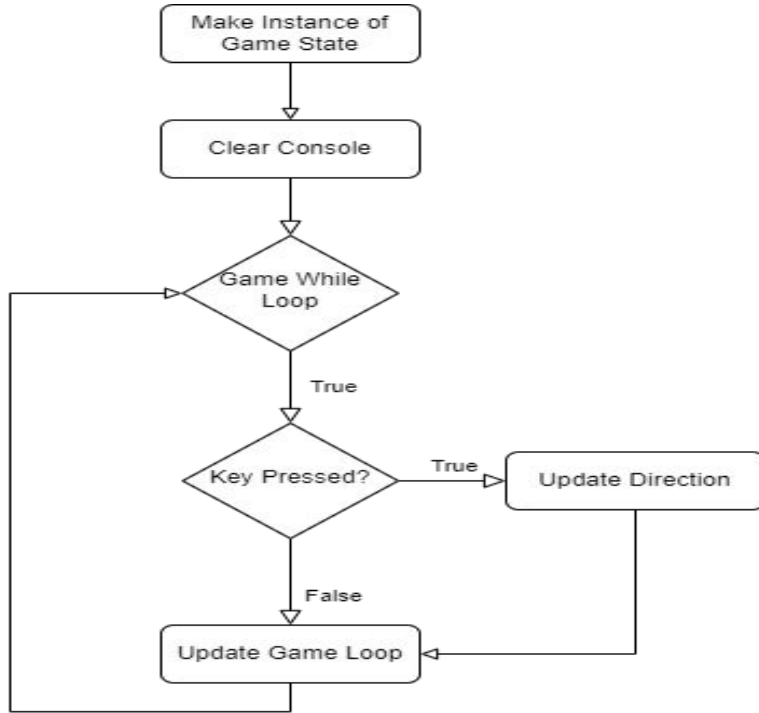 Make Instance of
Game State
Clear Console
Game While
Loop
True
Key Pressed?
True
Update Direction
False
Update Game Loop